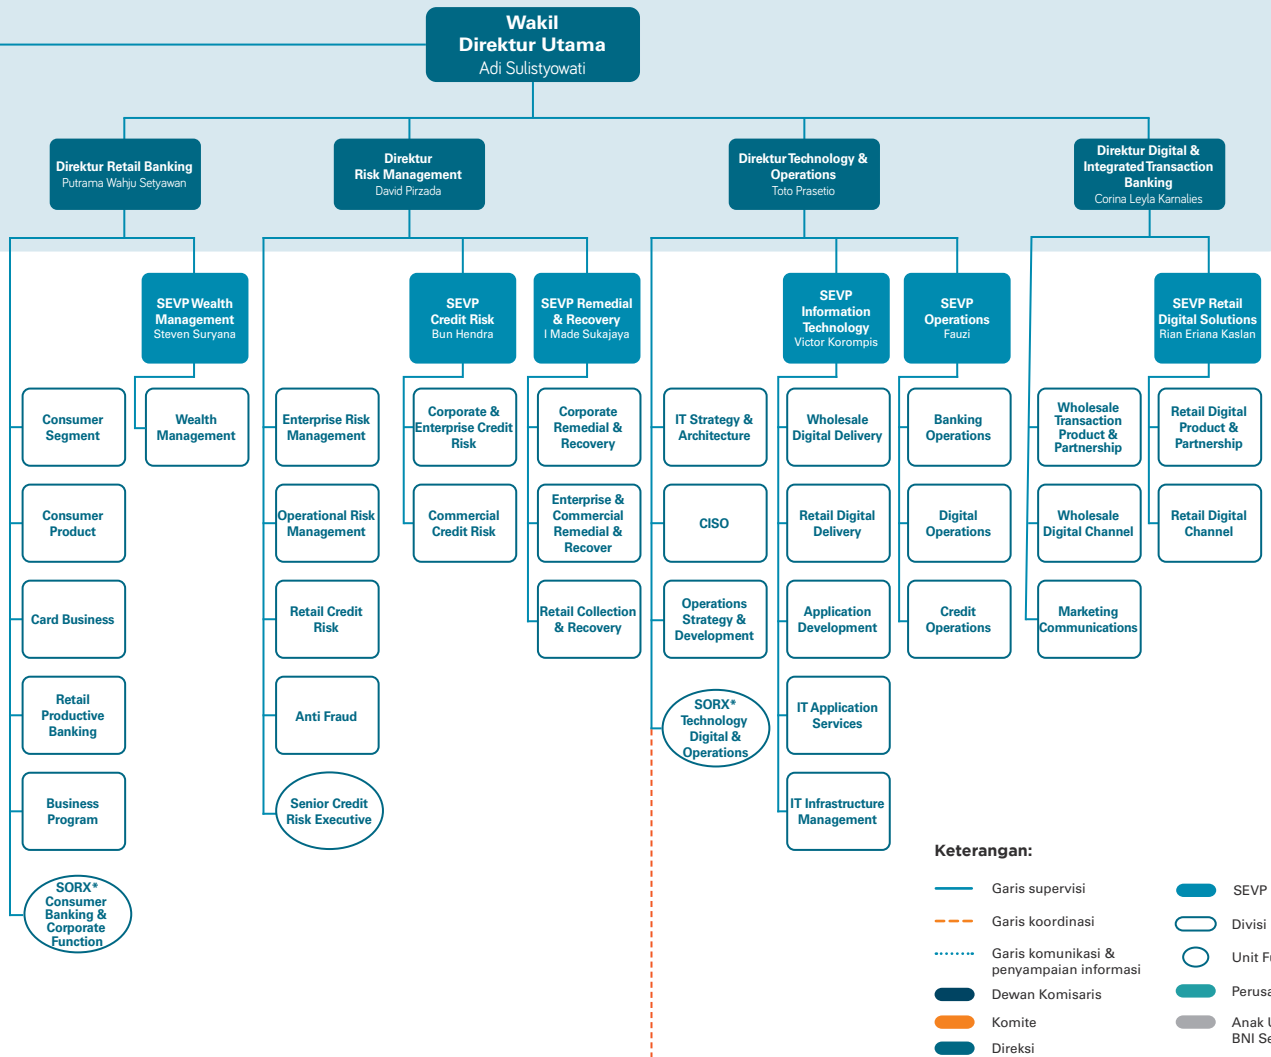 Wakil
Direktur Utama
Adi Sulistyowati
Direktur Retail Banking
Putrama Wahju Setyawan
Direktur
Risk Management
David Pirzada
Direktur Technology &
Operations
Toto Prasetio
Direktur Digital &
Integrated Transaction
Banking
Corina Leyla Karnalies
SEVP Wealth
Management
Steven Suryana
SEVP
Credit Risk
Bun Hendra
SEVP Remedial
& Recovery
I Made Sukajaya
SEVP
Information
Technology
Victor Korompis
SEVP
Operations
Fauzi
SEVP Retail
Digital Solutions
Rian Eriana Kaslan
Consumer
Segment
Wealth
Management
Enterprise Risk
Management
Corporate &
Enterprise Credit
Risk
Corporate
Remedial &
Recovery
IT Strategy &
Architecture
Wholesale
Digital Delivery
Banking
Operations
Wholesale
Transaction
Product &
Partnership
Retail Digital
Product &
Partnership
Consumer
Product
Operational Risk
Management
Commercial
Credit Risk
Enterprise &
Commercial
Remedial &
Recover
CISO
Retail Digital
Delivery
Digital
Operations
Wholesale
Digital Channel
Retail Digital
Channel
Card Business
Retail Credit
Risk
Retail Collection
& Recovery
Operations
Strategy &
Development
Application
Development
Credit
Operations
Marketing
Communications
Retail
Productive
Banking
Anti Fraud
SORX*
Technology
Digital &
Operations
IT Application
Services
Business
Program
Senior Credit
Risk Executive
IT Infrastructure
Management
SORX*
Consumer
Banking &
Corporate
Function
Keterangan:
Garis supervisi
Garis koordinasi
Garis komunikasi &
penyampaian informasi
Dewan Komisaris
Komite
Direksi
SEVP
Divisi
Unit
Anak
BNI